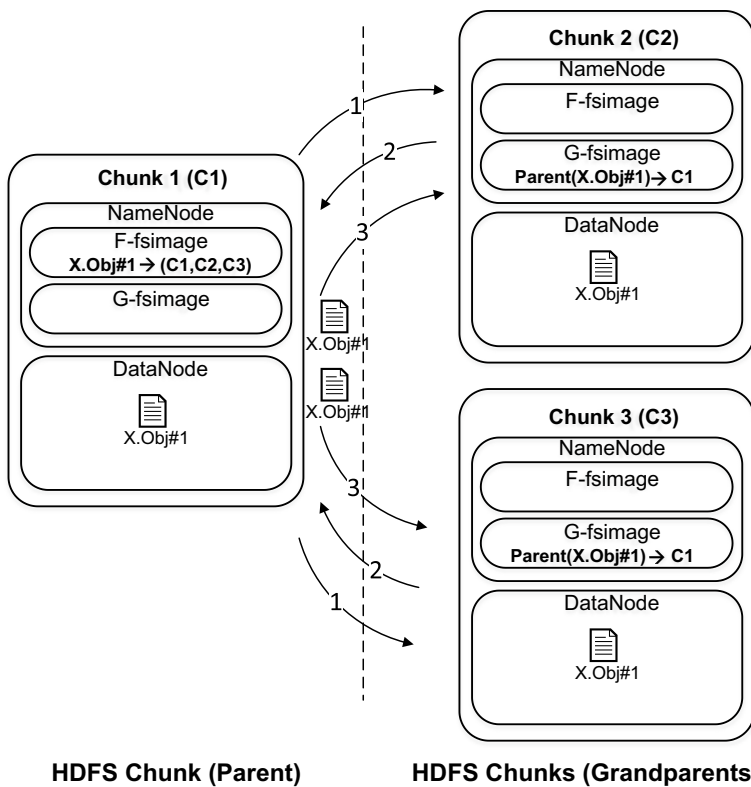 Chunk 1 (C1)
NameNode
F-fsimage
X.Obj#1→ (C1,C2,C3)
G-fsimage
DataNode
X.Obj#1
1
2
3
X.Obj#1
X.Obj#1
3
2
1
Chunk 2 (C2)
NameNode
F-fsimage
G-fsimage
Parent(X.Obj#1)→ C1
DataNode
X.Obj#1
Chunk 3 (C3)
NameNode
F-fsimage
G-fsimage
Parent(X.Obj#1)→ C1
DataNode
X.Obj#1
HDFS Chunk (Parent)
HDFS Chunks (Grandparents